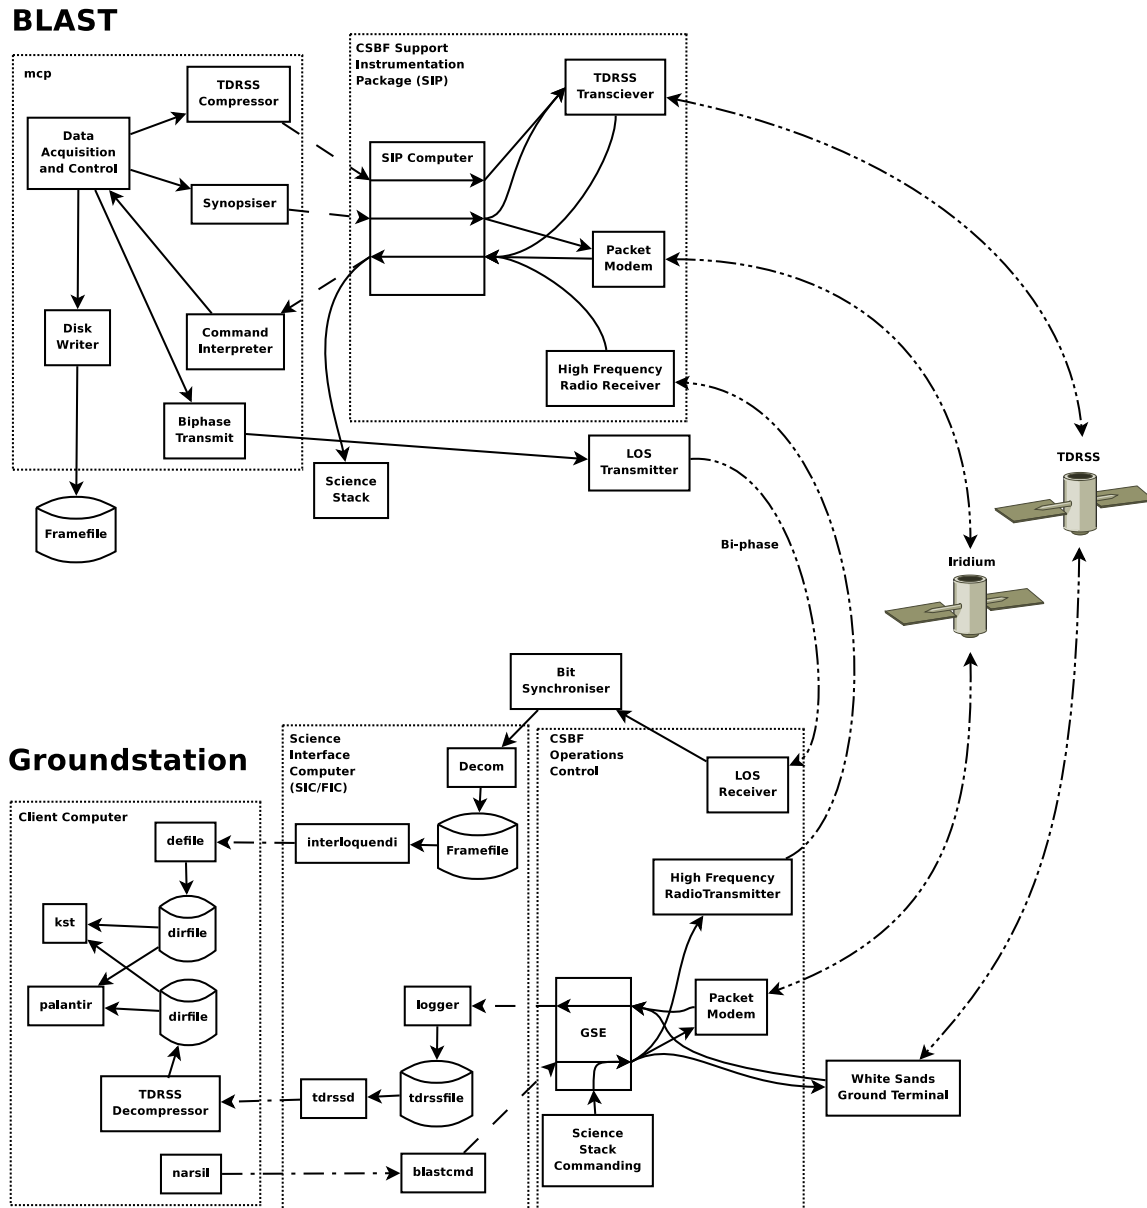 BLAST
mcp
TDRSS
Compressor
Data
Acquisition
and Control
Synopsiser
Disk
Writer
Command
Interpreter
Biphase
Transmit
Framefile
CSBF Support
Instrumentation
Package (SIP)
TDRSS
Transciever
SIP Computer
Packet
Modem
High Frequency
Radio Receiver
Science
Stack
LOS
Transmitter
Bi-phase
TDRSS
Iridium
Groundstation
Bit
Synchroniser
Science
Interface
Computer
(SIC/FIC)
Decom
CSBF
Operations
Control
LOS
Receiver
Client Computer
defile
interloquendi
Framefile
High Frequency
RadioTransmitter
kst
dirfile
palantir
dirfile
logger
GSE
Packet
Modem
TDRSS
Decompressor
tdrssd
tdrssfile
White Sands
Ground Terminal
narsil
blastcmd
Science
Stack
Commanding